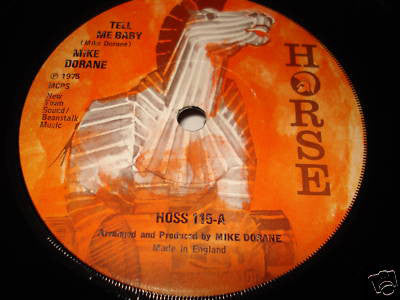 TELL
ME BABY
(Mike Dorane)
MIKE
DORANE
℗ 1976
MCPS
New
Town
Sound/
Beanstalk
Music
HORSE
HOSS 115-A
Arranged and Produced by MIKE DORANE
Made in England